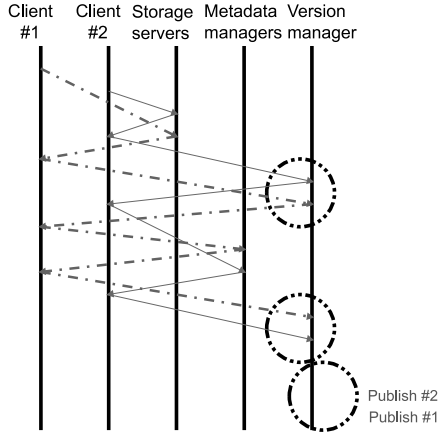 Client Client Storage Metadata Version
#1 #2 servers managers manager
Publish #2
Publish #1